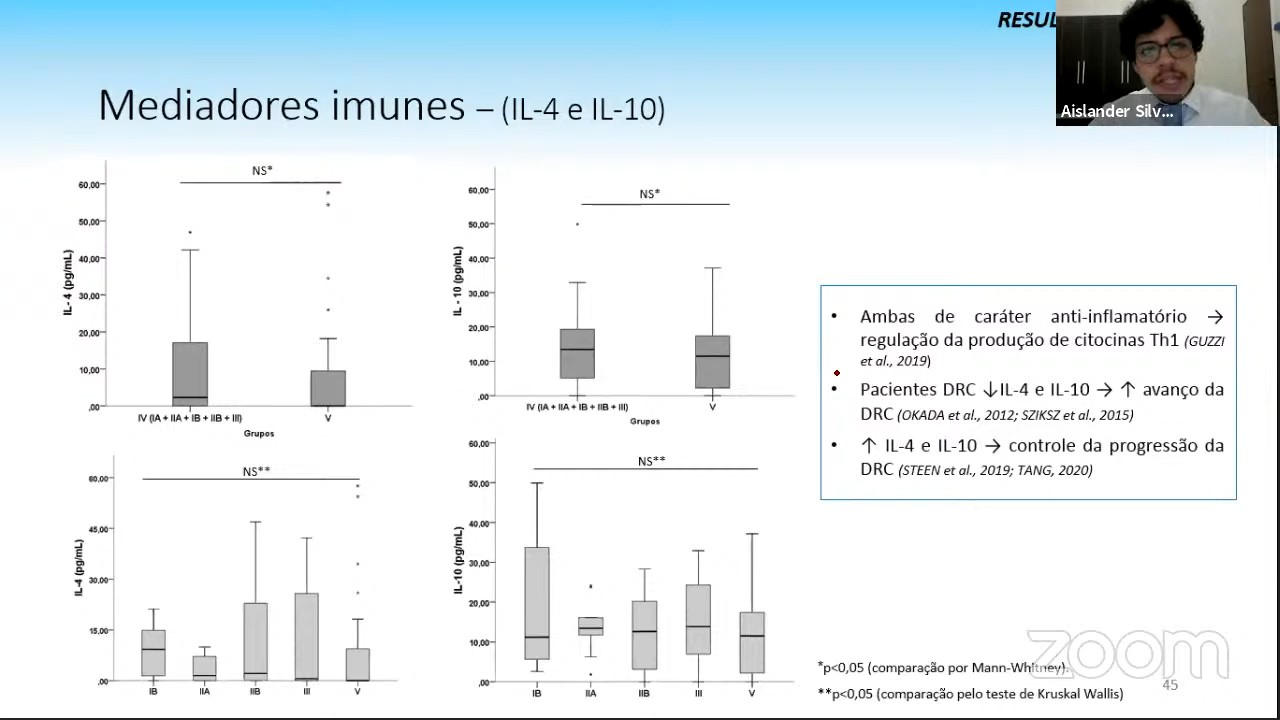 RESUL
Aislander Silv...
Mediadores imunes – (IL-4 e IL-10)
NS*
60,00
50,00
40,00
30,00
20,00
10,00
,00
IL- 4 (pg/mL)
IV (IA + IIA + IB + IIB + III)
V
Grupos
NS*
60,00
50,00
40,00
30,00
20,00
10,00
,00
IL - 10 (pg/mL)
IV (IA + IIA + IB + IIB + III)
V
Grupos
• Ambas de caráter anti-inflamatório →
regulação da produção de citocinas Th1 (GUZZI
et al., 2019)
• Pacientes DRC ↓IL-4 e IL-10 → ↑ avanço da
DRC (OKADA et al., 2012; SZIKSZ et al., 2015)
• ↑ IL-4 e IL-10 → controle da progressão da
DRC (STEEN et al., 2019; TANG, 2020)
NS**
60,00
45,00
30,00
15,00
,00
IL-4 (pg/mL)
IB
IIA
IIB
III
V
NS**
60,00
50,00
40,00
30,00
20,00
10,00
,00
IL-10 (pg/mL)
IB
IIA
IIB
III
V
zoom
*p<0,05 (comparação por Mann-Whitney).
45
**p<0,05 (comparação pelo teste de Kruskal Wallis)